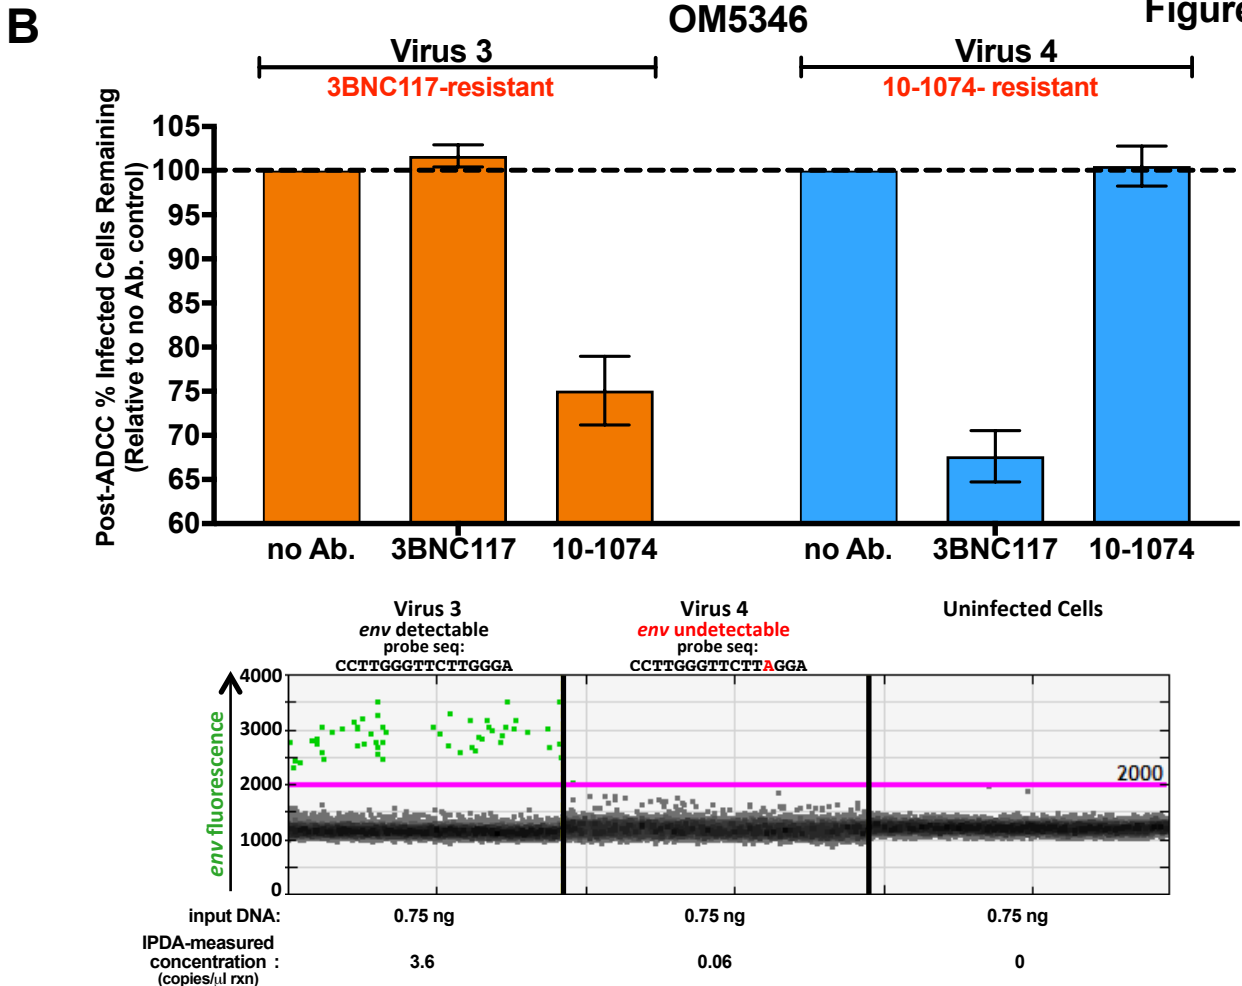 B
OM5346
Figure
Virus 3
3BNC117-resistant
Virus 4
10-1074- resistant
Post-ADCC % Infected Cells Remaining
(Relative to no Ab. control)
105
100
95
90
85
80
75
70
65
60
no Ab.
3BNC117
10-1074
no Ab.
3BNC117
10-1074
Virus 3
env detectable
probe seq:
CCTTGGGTTCTTGGGA
Virus 4
env undetectable
probe seq:
CCTTGGGTTCTTAGGA
Uninfected Cells
env fluorescence
4000
3000
2000
1000
0
2000
input DNA:
0.75 ng
0.75 ng
0.75 ng
IPDA-measured
concentration :
(copies/µl rxn)
3.6
0.06
0